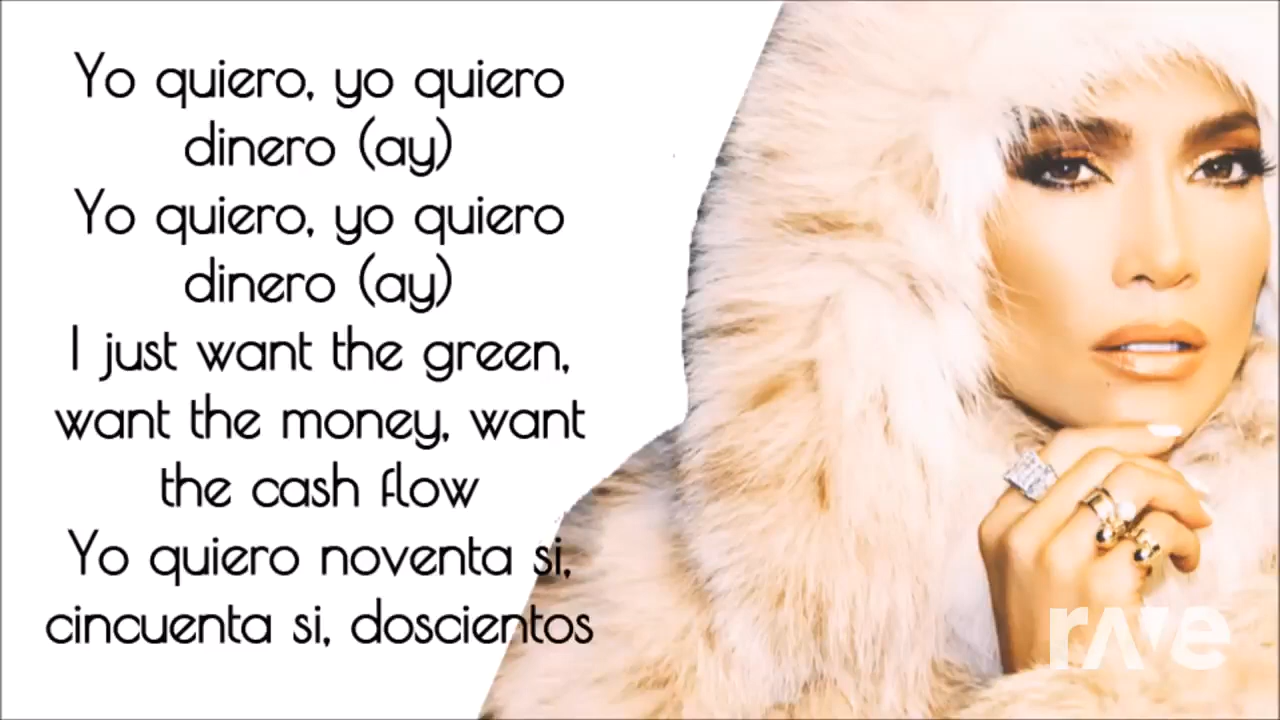 Yo quiero, yo quiero
dinero (ay)
Yo quiero, yo quiero
dinero (ay)
I just want the green,
want the money, want
the cash flow
Yo quiero noventa si,
cincuenta si, doscientos
rave